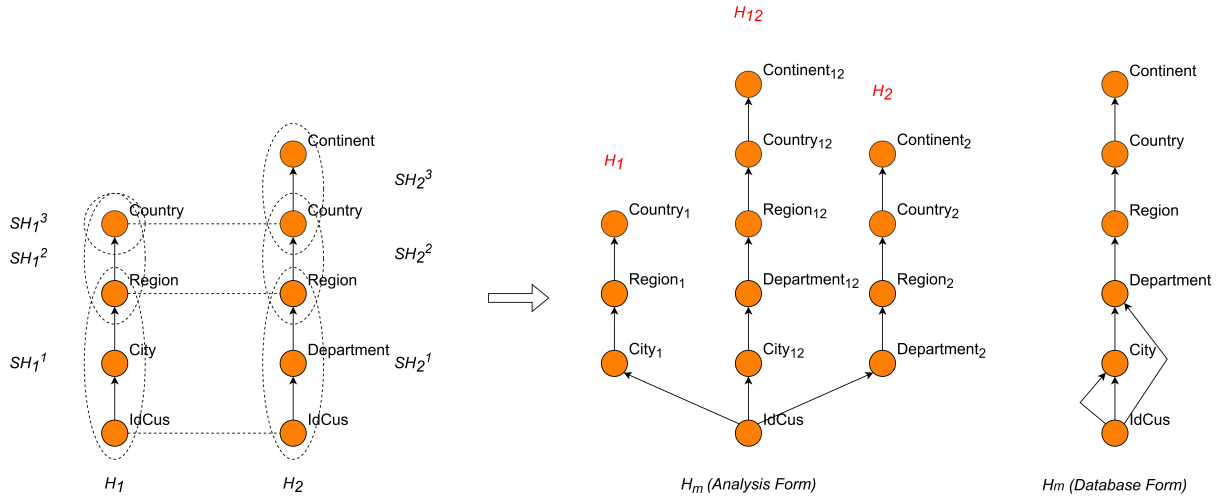 H12
Continent12
Continent
H2
Country12
Continent2
Country
Continent
H1
SH2^3
Country
Country
Country1
Region12
Country2
Region
SH1^3
SH1^2
SH2^2
Region
Region
Region1
Department12
Region2
Department
SH1^1
City
Department
SH2^1
City1
City12
Department2
City
IdCus
IdCus
IdCus
IdCus
H1
H2
Hm (Analysis Form)
Hm (Database Form)